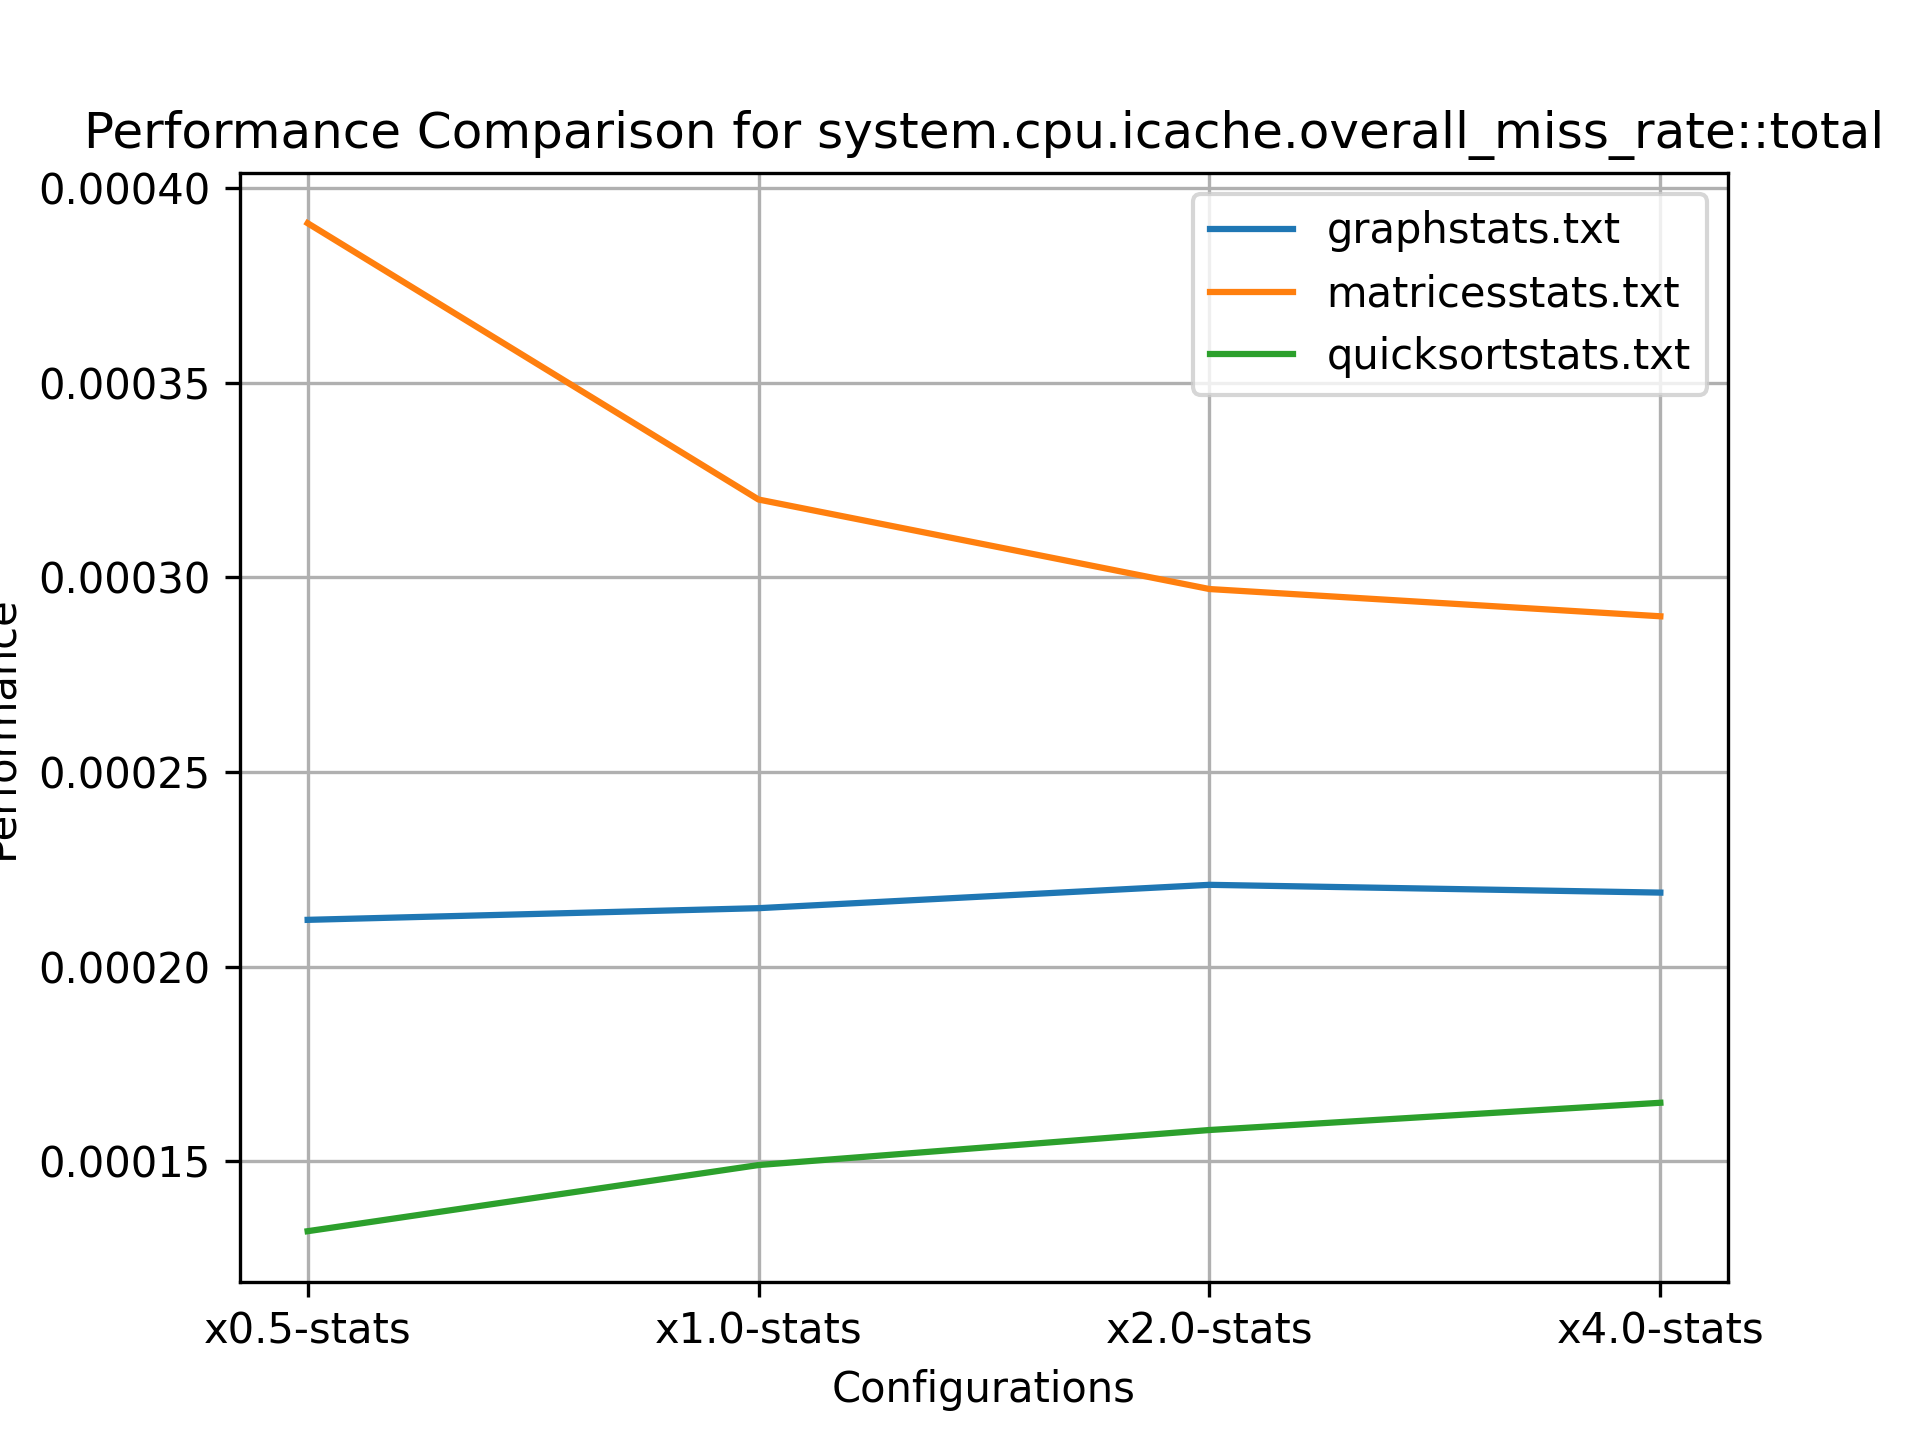 Performance Comparison for system.cpu.icache.overall_miss_rate::total
0.00040
0.00035
0.00030
0.00025
0.00020
0.00015
Performance
graphstats.txt
matricesstats.txt
quicksortstats.txt
x0.5-stats
x1.0-stats
x2.0-stats
x4.0-stats
Configurations